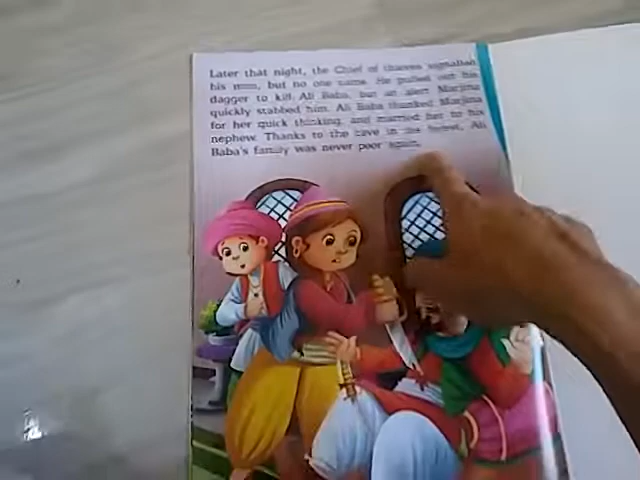 Later that night, the Chief of thieves signalled
his men, but no one came. He pulled out his
dagger to kill Ali Baba, but an alert Marjina
quickly stabbed him. Ali Baba thanked Marjina
for her quick thinking, and married her to his
nephew. Thanks to the cave in the forest, Ali
Baba's family was never poor again.